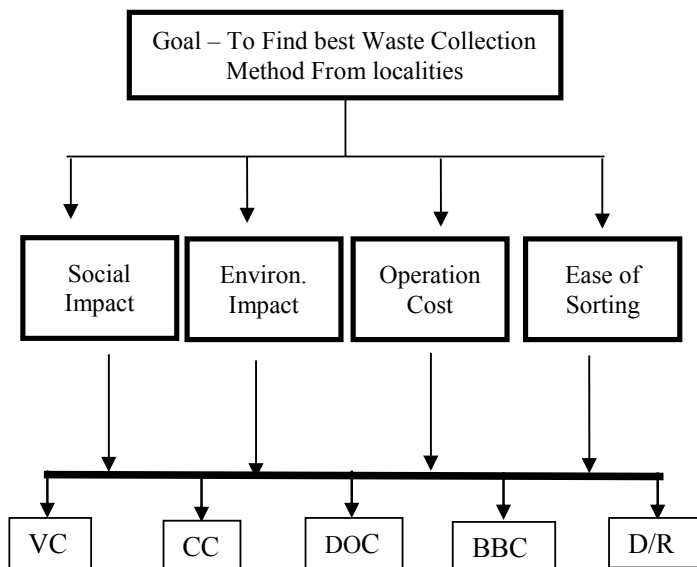 Goal – To Find best Waste Collection
Method From localities
Social
Impact
Environ.
Impact
Operation
Cost
Ease of
Sorting
VC
CC
DOC
BBC
D/R